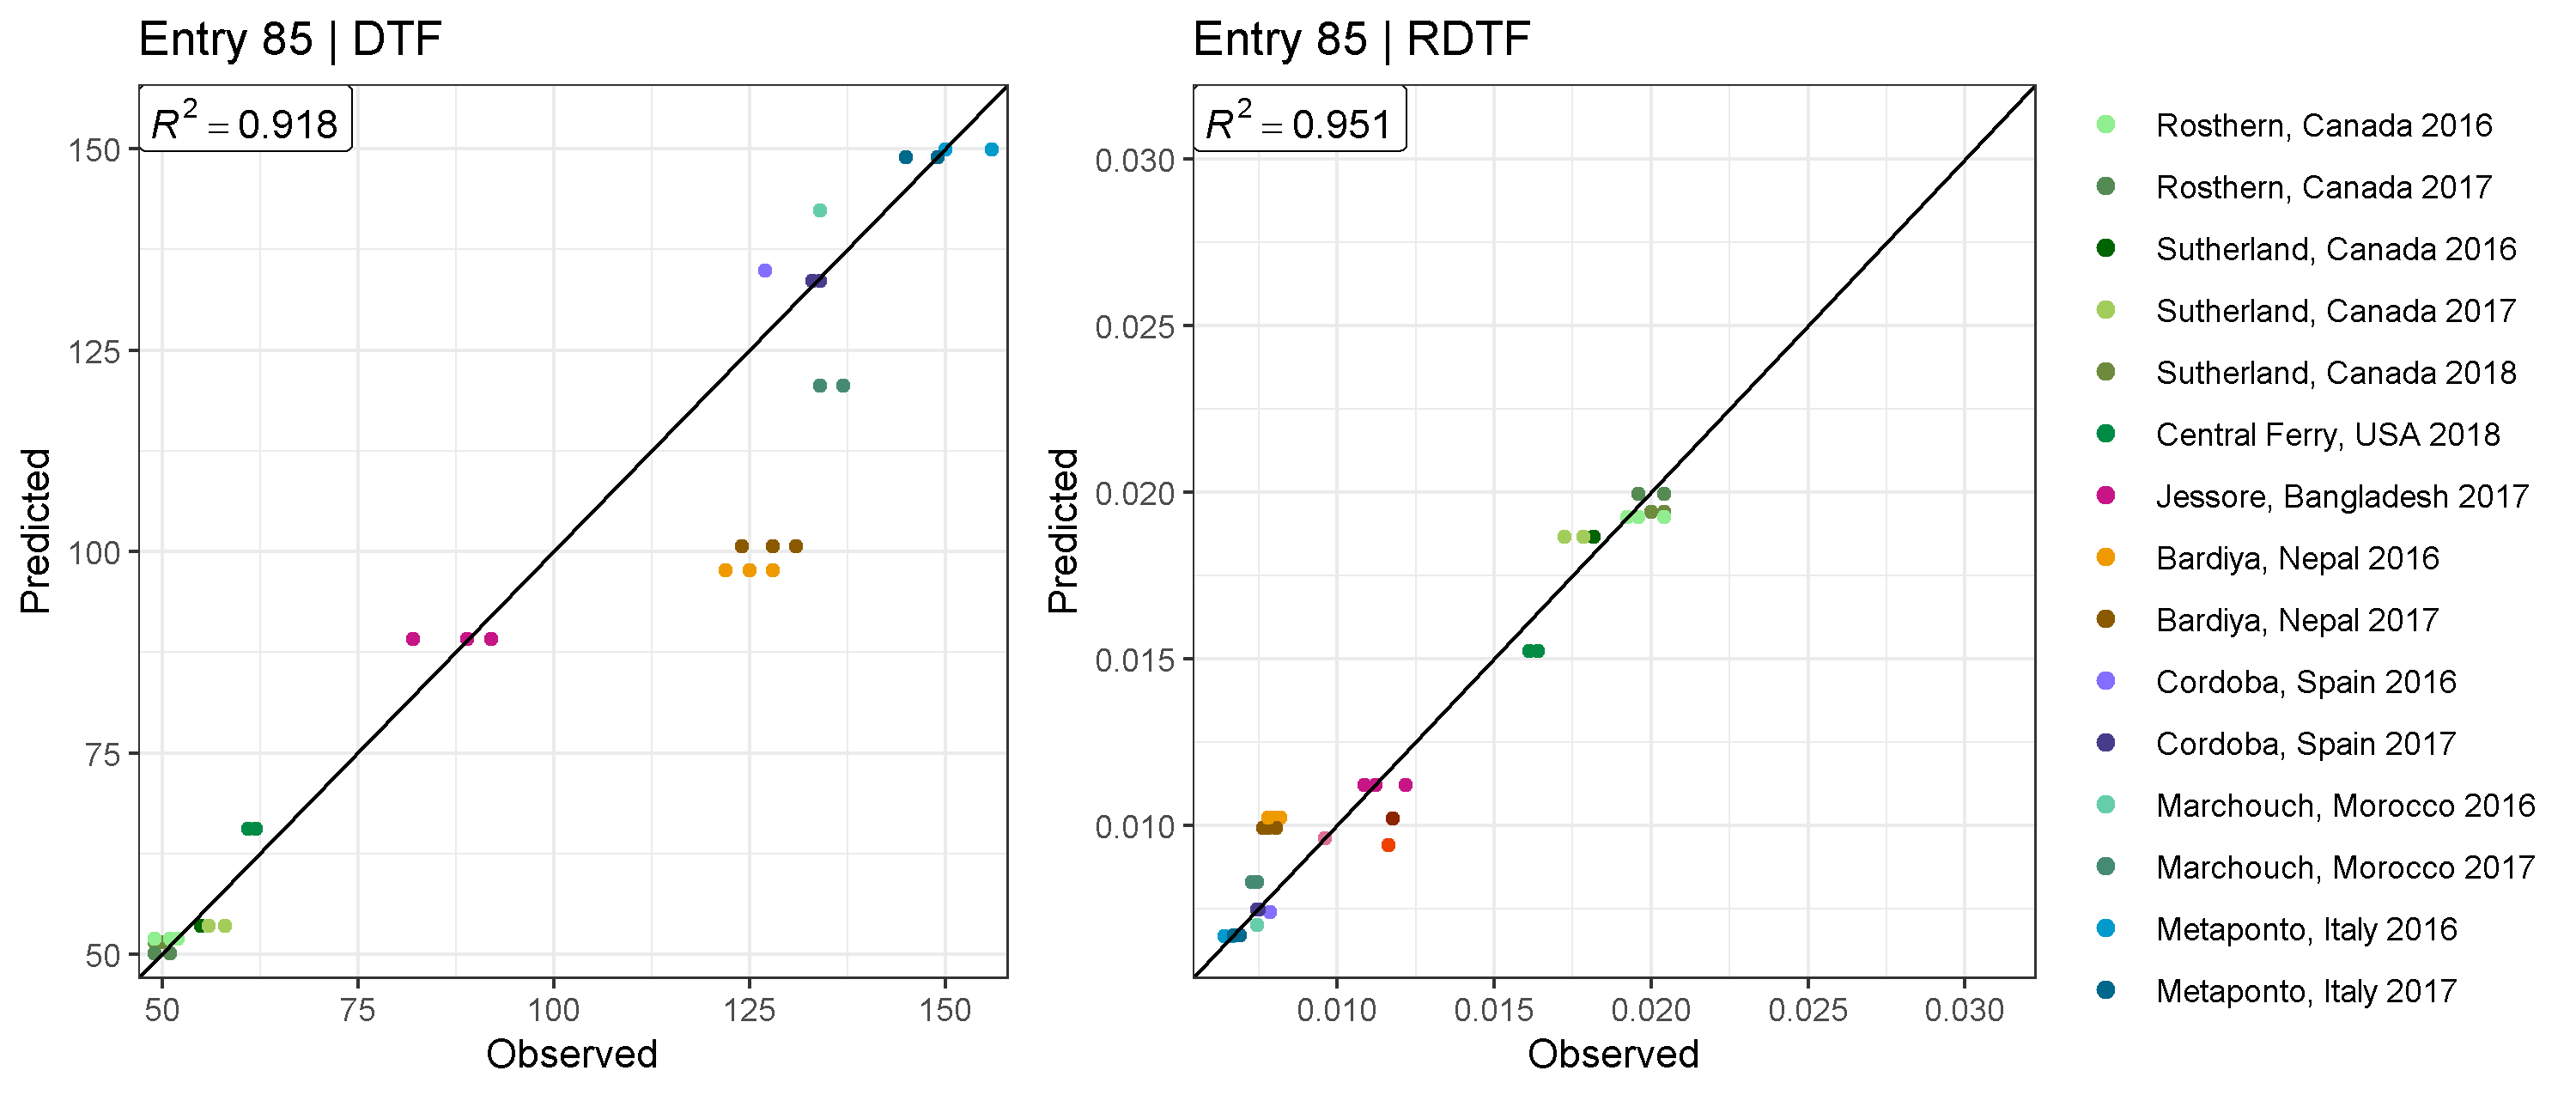 Entry 85 | DTF
R² = 0.918
150
125
100
75
50
Predicted
50 75 100 125 150
Observed
Entry 85 | RDTF
R² = 0.951
0.030
0.025
0.020
0.015
0.010
Predicted
0.010 0.015 0.020 0.025 0.030
Observed
Rosthern, Canada 2016
Rosthern, Canada 2017
Sutherland, Canada 2016
Sutherland, Canada 2017
Sutherland, Canada 2018
Central Ferry, USA 2018
Jessore, Bangladesh 2017
Bardiya, Nepal 2016
Bardiya, Nepal 2017
Cordoba, Spain 2016
Cordoba, Spain 2017
Marchouch, Morocco 2016
Marchouch, Morocco 2017
Metaponto, Italy 2016
Metaponto, Italy 2017